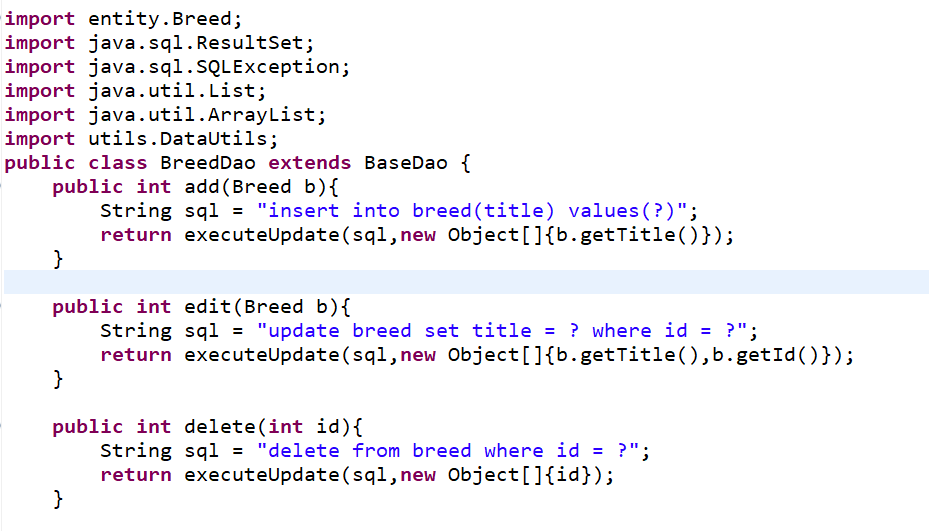 import entity.Breed;
import java.sql.ResultSet;
import java.sql.SQLException;
import java.util.List;
import java.util.ArrayList;
import utils.DataUtils;
public class BreedDao extends BaseDao {
    public int add(Breed b){
        String sql = "insert into breed(title) values(?)";
        return executeUpdate(sql,new Object[]{b.getTitle()});
    }
    public int edit(Breed b){
        String sql = "update breed set title = ? where id = ?";
        return executeUpdate(sql,new Object[]{b.getTitle(),b.getId()});
    }
    public int delete(int id){
        String sql = "delete from breed where id = ?";
        return executeUpdate(sql,new Object[]{id});
    }